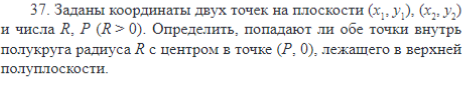 37. Заданы координаты двух точек на плоскости (x₁, y₁), (x₂, y₂)
и числа R, P (R > 0). Определить, попадают ли обе точки внутрь
полукруга радиуса R с центром в точке (P, 0), лежащего в верхней
полуплоскости.